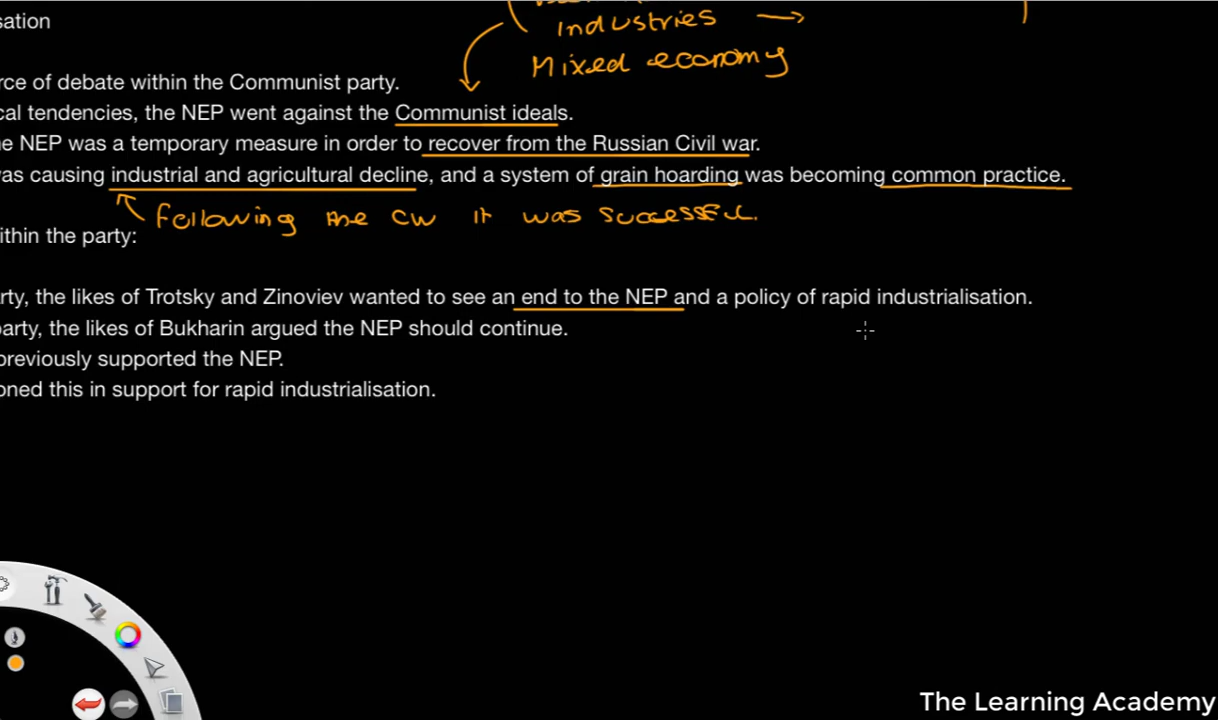 sation
Industries
Mixed economy
rce of debate within the Communist party.
cal tendencies, the NEP went against the Communist ideals.
ne NEP was a temporary measure in order to recover from the Russian Civil war.
vas causing industrial and agricultural decline, and a system of grain hoarding was becoming common practice.
Following the CW it was successful.
ithin the party:
rty, the likes of Trotsky and Zinoviev wanted to see an end to the NEP and a policy of rapid industrialisation.
party, the likes of Bukharin argued the NEP should continue.
previously supported the NEP.
oned this in support for rapid industrialisation.
The Learning Academy